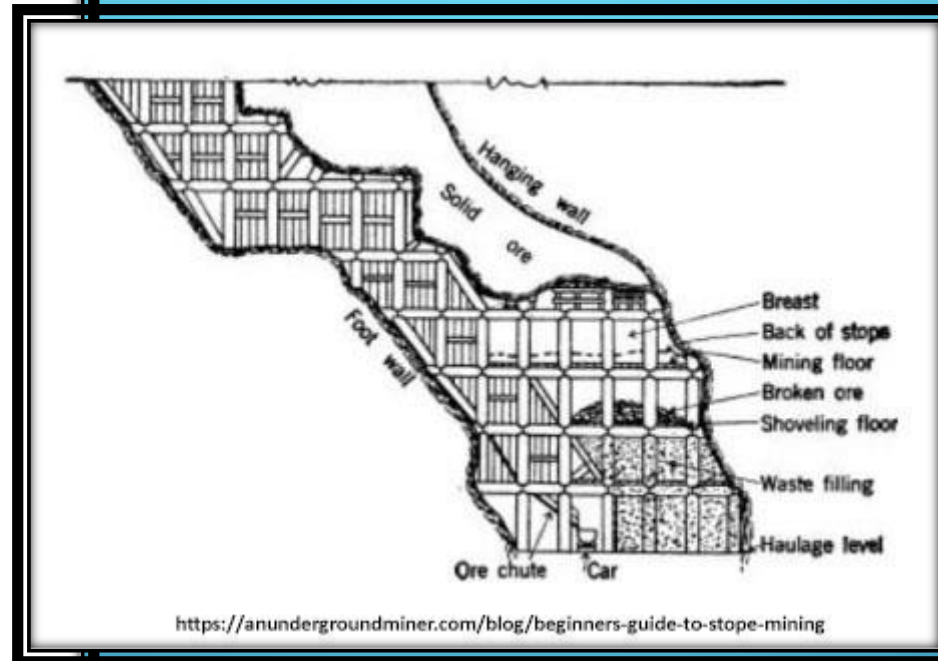 Hanging wall
Solid ore
Foot wall
Breast
Back of stops
Mining floor
Broken ore
Shoveling floor
Waste filling
Haulage level
Ore chute
Car
https://anundergroundminer.com/blog/beginners-guide-to-stope-mining